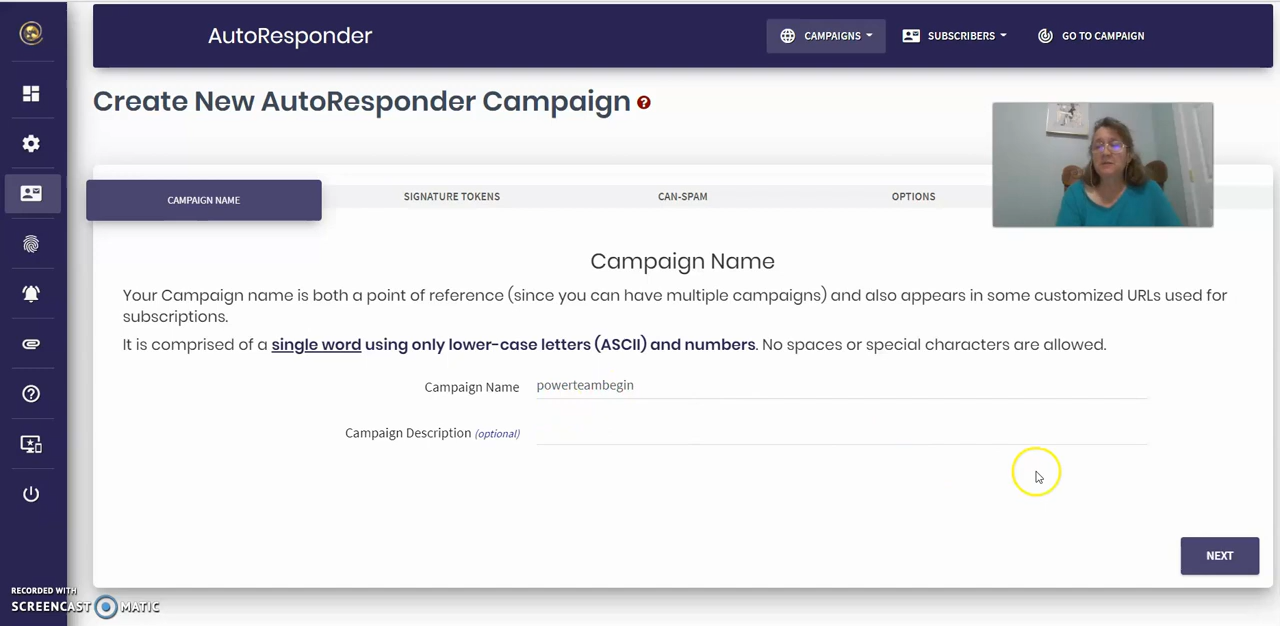 AutoResponder
CAMPAIGNS
SUBSCRIBERS
GO TO CAMPAIGN
Create New AutoResponder Campaign ?
CAMPAIGN NAME
SIGNATURE TOKENS
CAN-SPAM
OPTIONS
Campaign Name
Your Campaign name is both a point of reference (since you can have multiple campaigns) and also appears in some customized URLs used for
subscriptions.
It is comprised of a single word using only lower-case letters (ASCII) and numbers. No spaces or special characters are allowed.
Campaign Name powerteambegin
Campaign Description (optional)
NEXT
RECORDED WITH
SCREENCAST MATIC